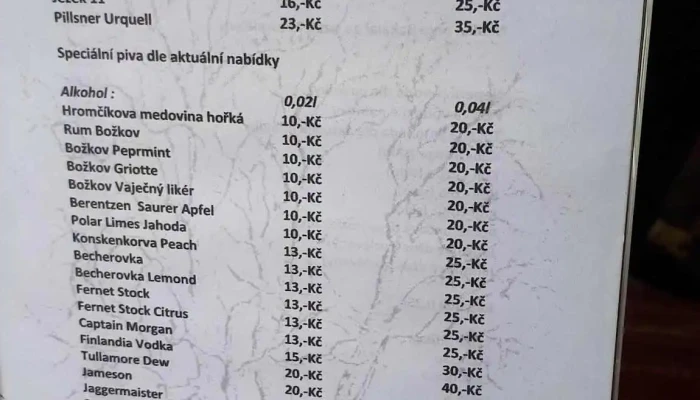 Ježek 11 16,-Kč 25,-Kč
Pillsner Urquell 23,-Kč 35,-Kč
Speciální piva dle aktuální nabídky
Alkohol : 0,02l 0,04l
Hromčíkova medovina hořká 10,-Kč 20,-Kč
Rum Božkov 10,-Kč 20,-Kč
Božkov Peprmint 10,-Kč 20,-Kč
Božkov Griotte 10,-Kč 20,-Kč
Božkov Vaječný likér 10,-Kč 20,-Kč
Berentzen Saurer Apfel 10,-Kč 20,-Kč
Polar Limes Jahoda 10,-Kč 20,-Kč
Konskenkorva Peach 13,-Kč 25,-Kč
Becherovka 13,-Kč 25,-Kč
Becherovka Lemond 13,-Kč 25,-Kč
Fernet Stock 13,-Kč 25,-Kč
Fernet Stock Citrus 13,-Kč 25,-Kč
Captain Morgan 13,-Kč 25,-Kč
Finlandia Vodka 15,-Kč 30,-Kč
Tullamore Dew 20,-Kč 40,-Kč
Jameson 20,-Kč
Jaggermaister